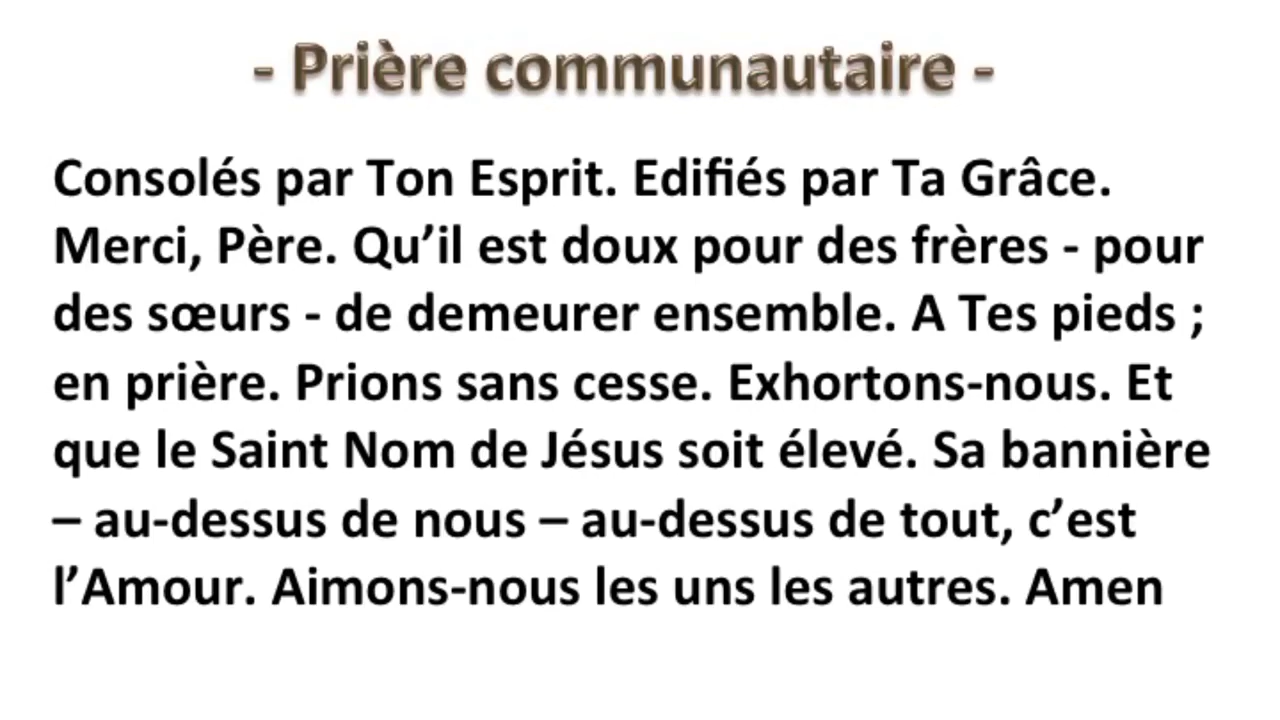 - Prière communautaire -
Consolés par Ton Esprit. Edifiés par Ta Grâce.
Merci, Père. Qu’il est doux pour des frères - pour
des sœurs - de demeurer ensemble. A Tes pieds ;
en prière. Prions sans cesse. Exhortons-nous. Et
que le Saint Nom de Jésus soit élevé. Sa bannière
– au-dessus de nous – au-dessus de tout, c’est
l’Amour. Aimons-nous les uns les autres. Amen